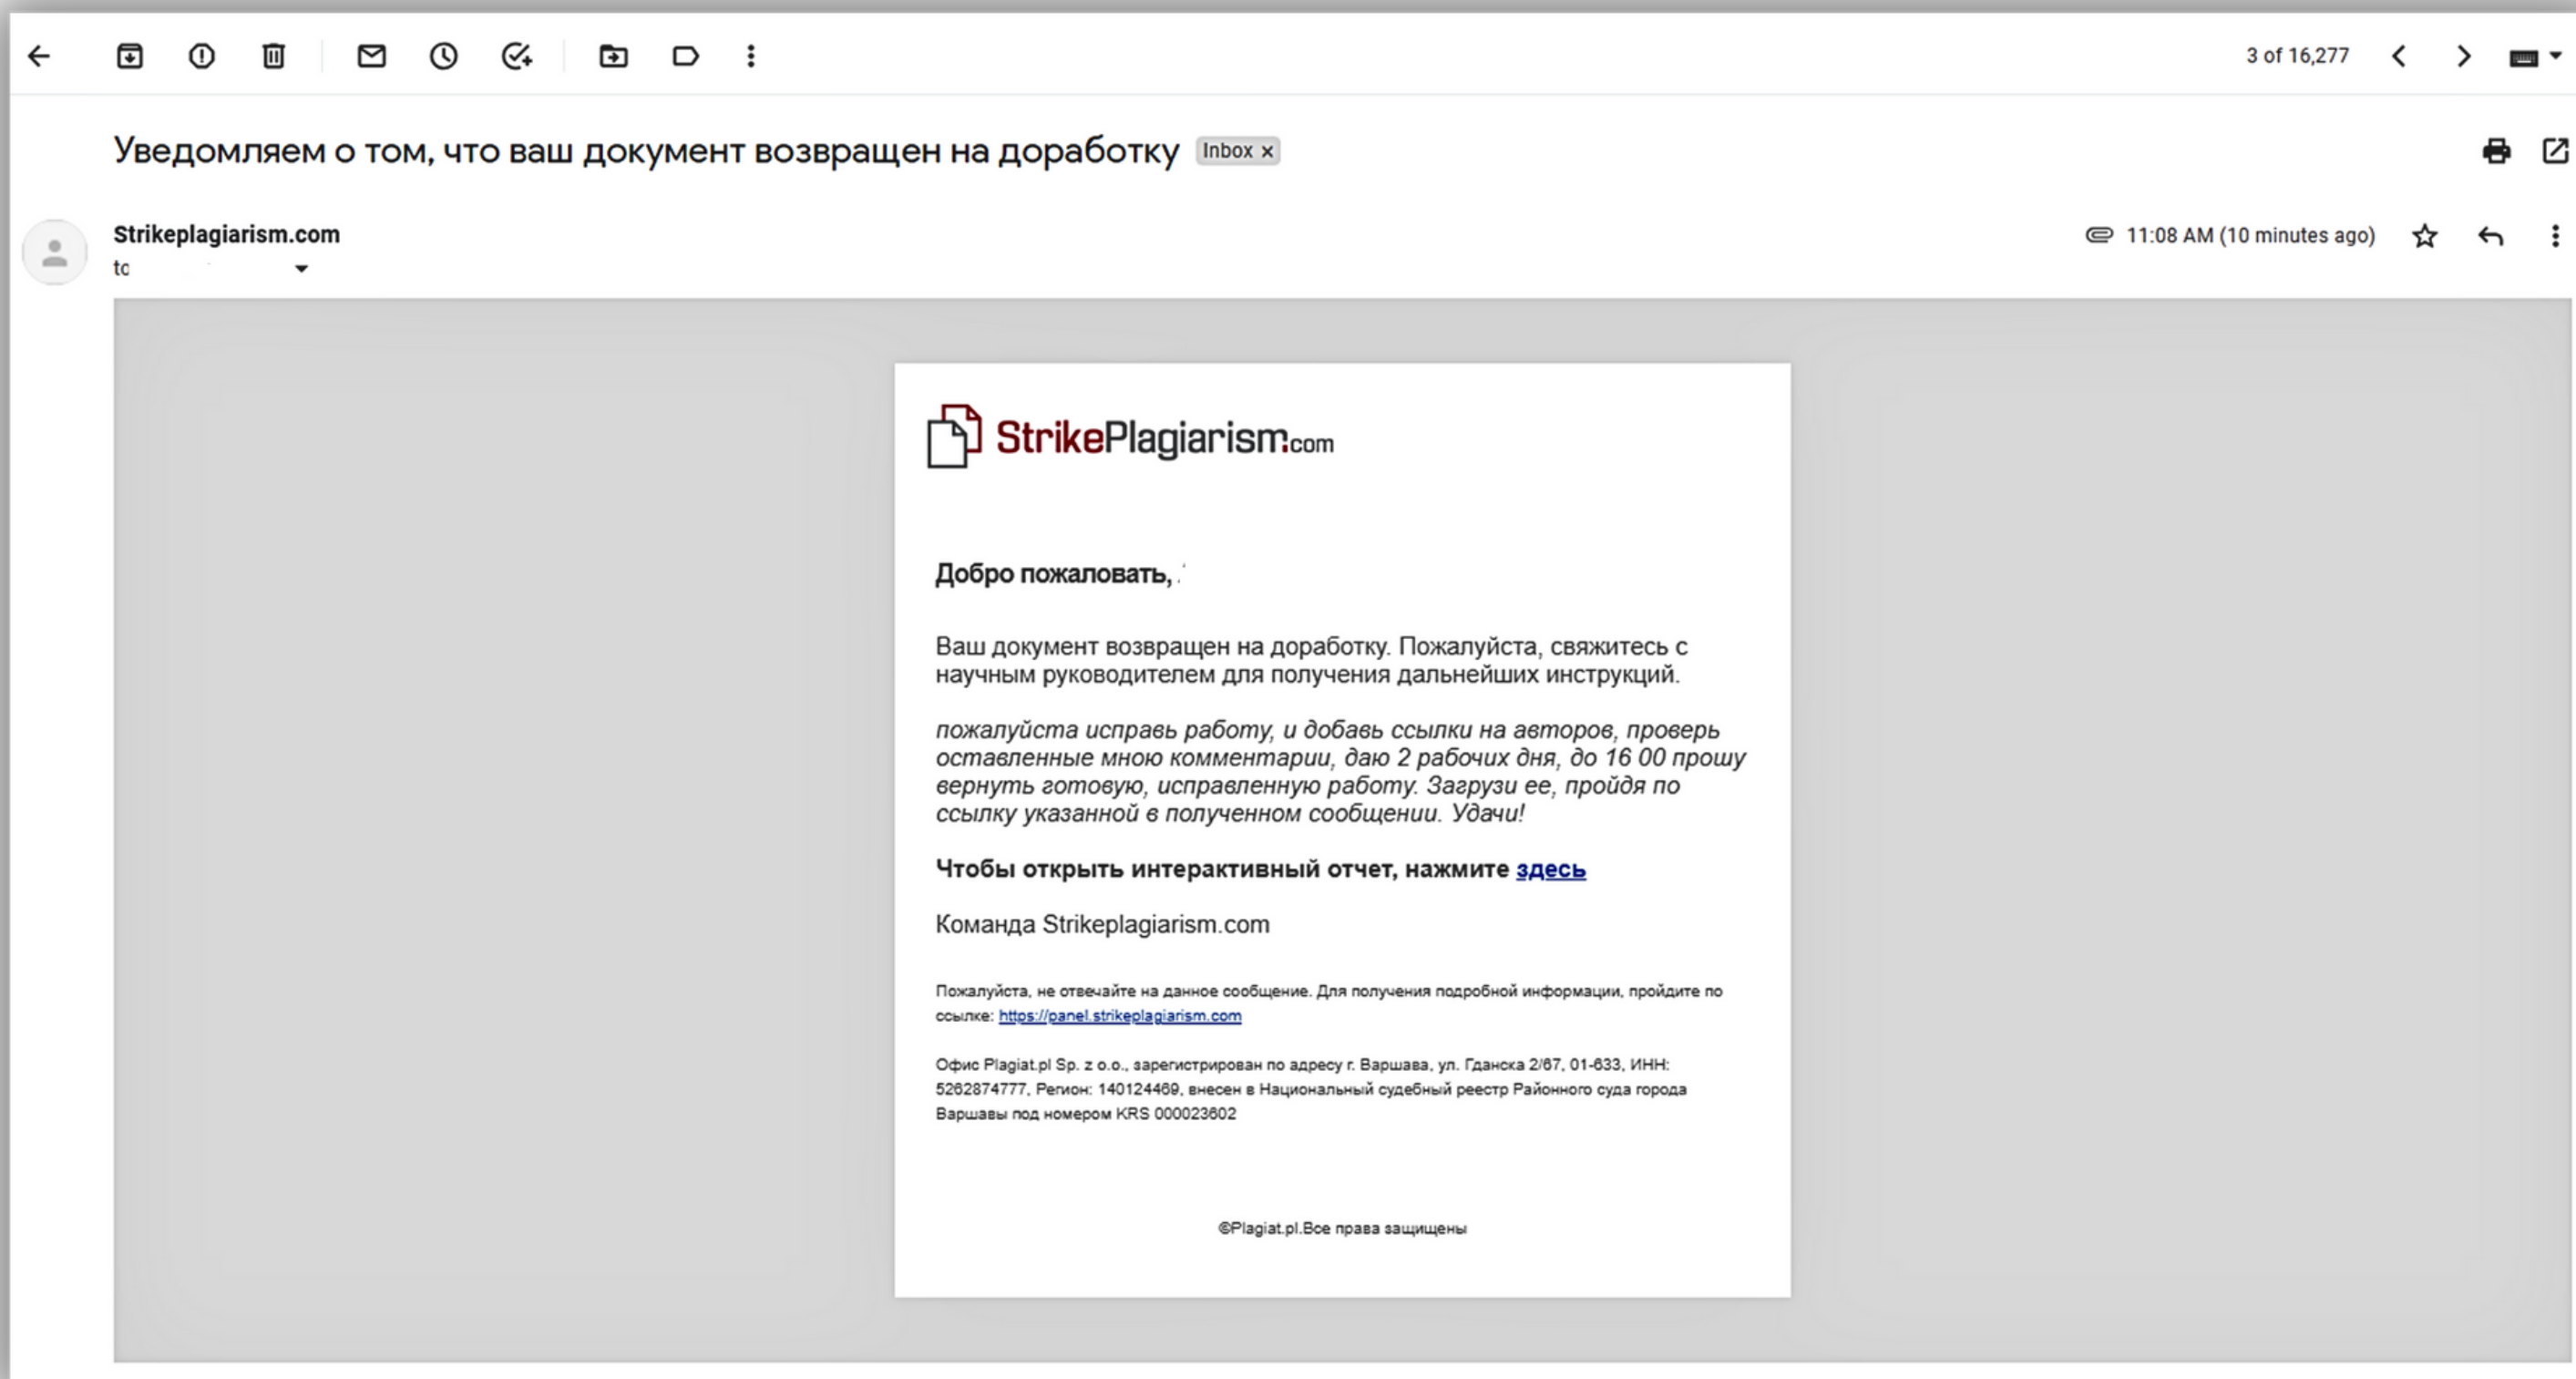 3 of 16,277
Уведомляем о том, что ваш документ возвращен на доработку Inbox x
Strikeplagiarism.com
11:08 AM (10 minutes ago)
to
StrikePlagiarism.com
Добро пожаловать,
Ваш документ возвращен на доработку. Пожалуйста, свяжитесь с
научным руководителем для получения дальнейших инструкций.
пожалуйста исправь работу, и добавь ссылки на авторов, проверь
оставленные мною комментарии, даю 2 рабочих дня, до 16 00 прошу
вернуть готовую, исправленную работу. Загрузи ее, пройдя по
ссылку указанной в полученном сообщении. Удачи!
Чтобы открыть интерактивный отчет, нажмите здесь
Команда Strikeplagiarism.com
Пожалуйста, не отвечайте на данное сообщение. Для получения подробной информации, пройдите по
ссылке: https://panel.strikeplagiarism.com
Офис Plagiat.pl Sp. z o.o., зарегистрирован по адресу г. Варшава, ул. Гданска 2/67, 01-633, ИНН:
5262874777, Регион: 140124469, внесен в Национальный судебный реестр Районного суда города
Варшавы под номером KRS 000023602
©Plagiat.pl.Все права защищены